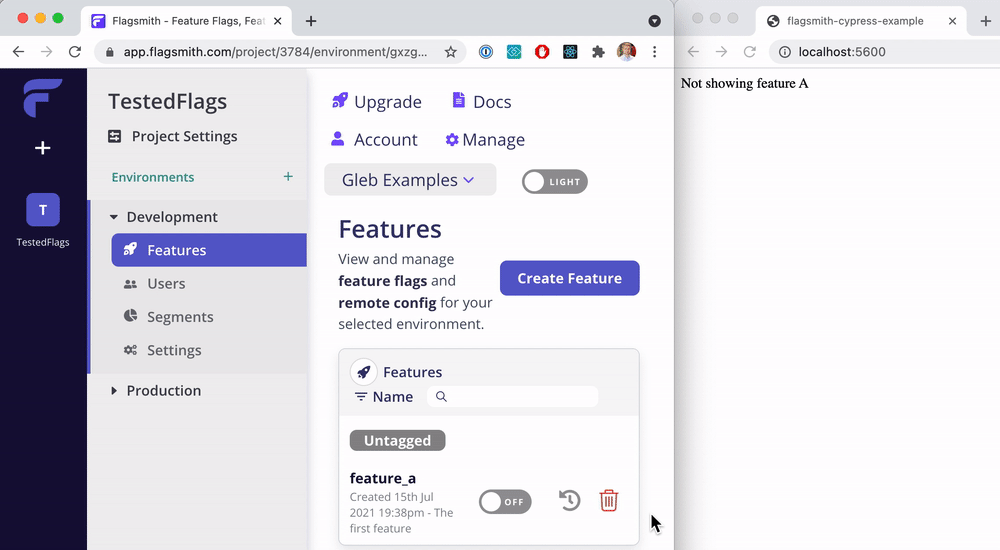 Flagsmith - Feature Flags, Feat
flagsmith-cypress-example
app.flagsmith.com/project/3784/environment/gxzg...
localhost:5600
Not showing feature A
T
TestedFlags
TestedFlags
Project Settings
Environments
Development
Features
Users
Segments
Settings
Production
Upgrade
Docs
Account
Manage
Gleb Examples
LIGHT
Features
View and manage
feature flags and
remote config for your
selected environment.
Create Feature
Features
Name
Untagged
feature_a
Created 15th Jul
2021 19:38pm - The
first feature
OFF